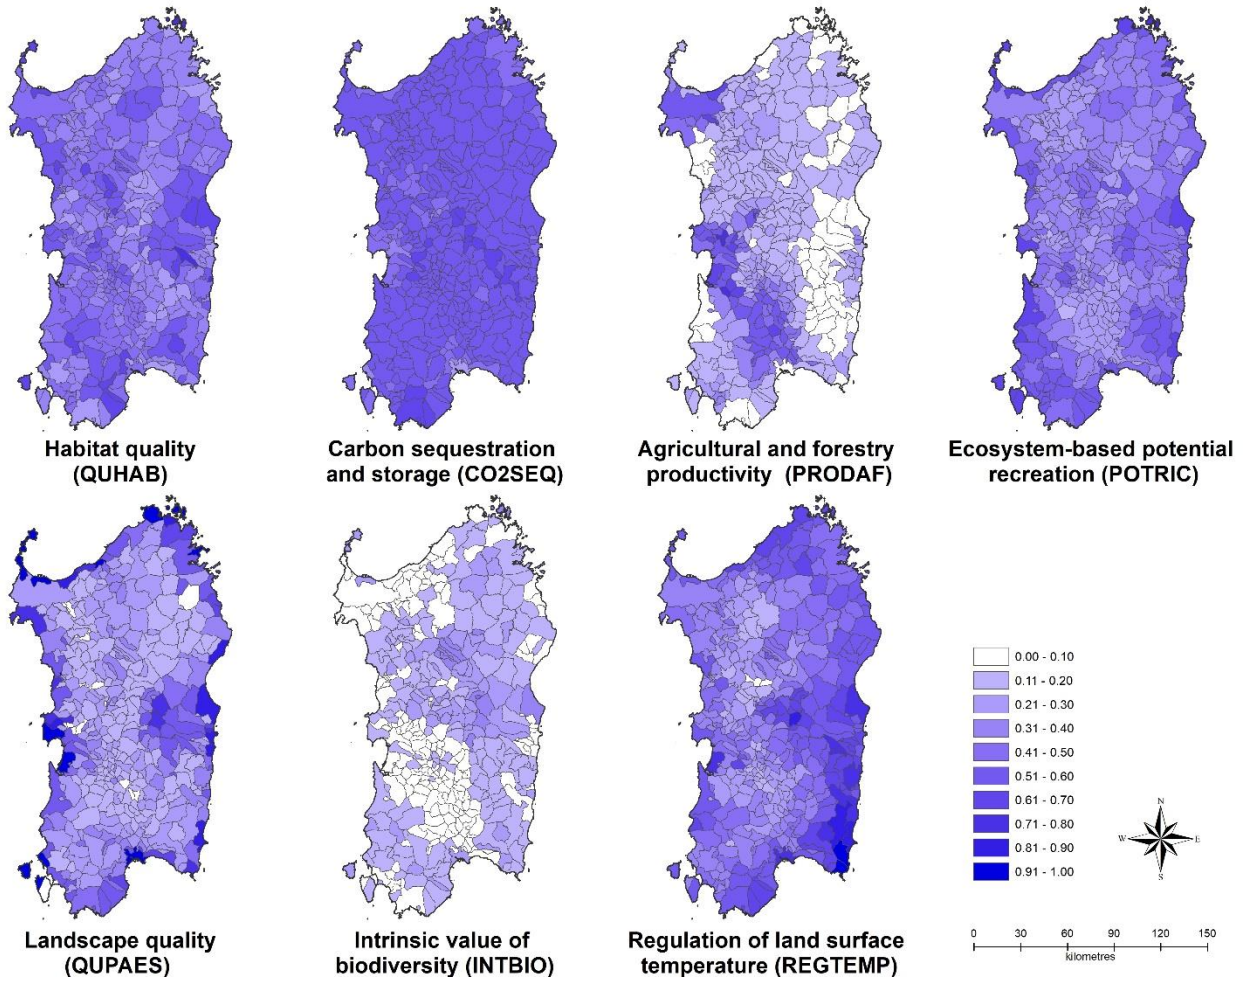 Habitat quality
(QUHAB)
Carbon sequestration
and storage (CO2SEQ)
Agricultural and forestry
productivity (PRODAF)
Ecosystem-based potential
recreation (POTRIC)
Landscape quality
(QUPAES)
Intrinsic value of
biodiversity (INTBIO)
Regulation of land surface
temperature (REGTEMP)
0.00 - 0.10
0.11 - 0.20
0.21 - 0.30
0.31 - 0.40
0.41 - 0.50
0.51 - 0.60
0.61 - 0.70
0.71 - 0.80
0.81 - 0.90
0.91 - 1.00
N
W E
S
0 30 60 90 120 150
kilometres